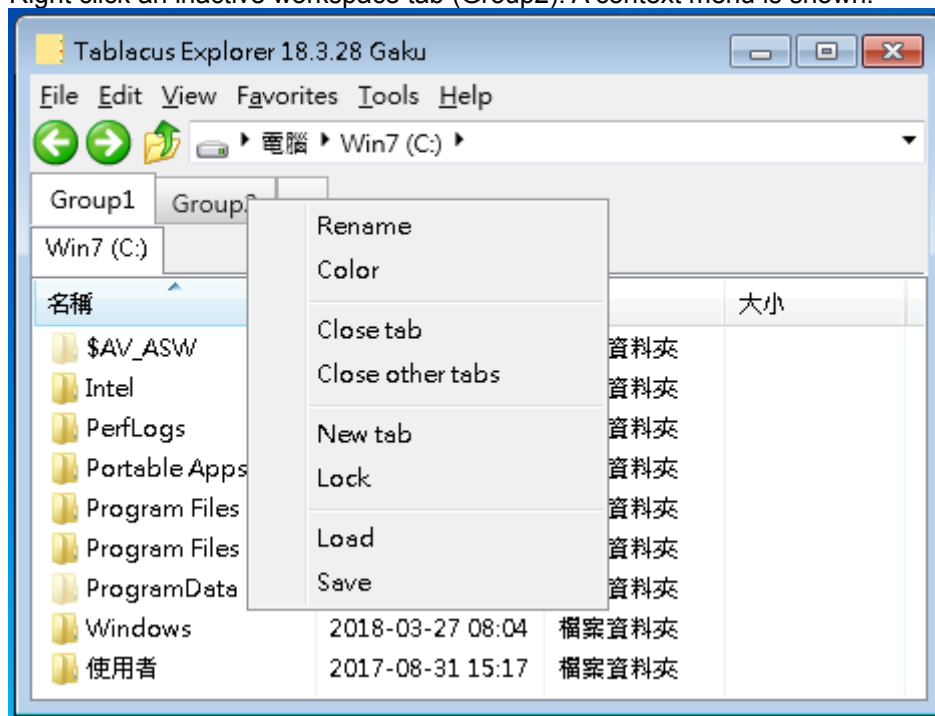 Right click an inactive workspace tab (Group2). A context menu is shown.
Tablacus Explorer 18.3.28 Gaku
File Edit View Favorites Tools Help
電腦 Win7 (C:)
Group1 Group2
Win7 (C:)
Rename
Color
Close tab
Close other tabs
New tab
Lock
Load
Save
名稱 大小
$AV_ASW 資料夾
Intel 資料夾
PerfLogs 資料夾
Portable Apps 資料夾
Program Files 資料夾
Program Files 資料夾
ProgramData 資料夾
Windows 2018-03-27 08:04 檔案資料夾
使用者 2017-08-31 15:17 檔案資料夾